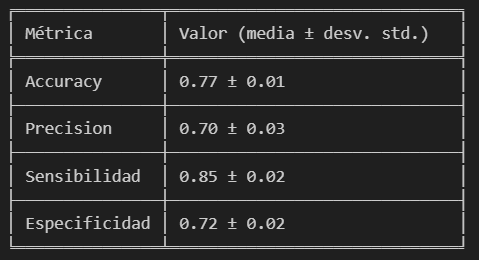 Métrica Valor (media ± desv. std.)
Accuracy 0.77 ± 0.01
Precision 0.70 ± 0.03
Sensibilidad 0.85 ± 0.02
Especificidad 0.72 ± 0.02